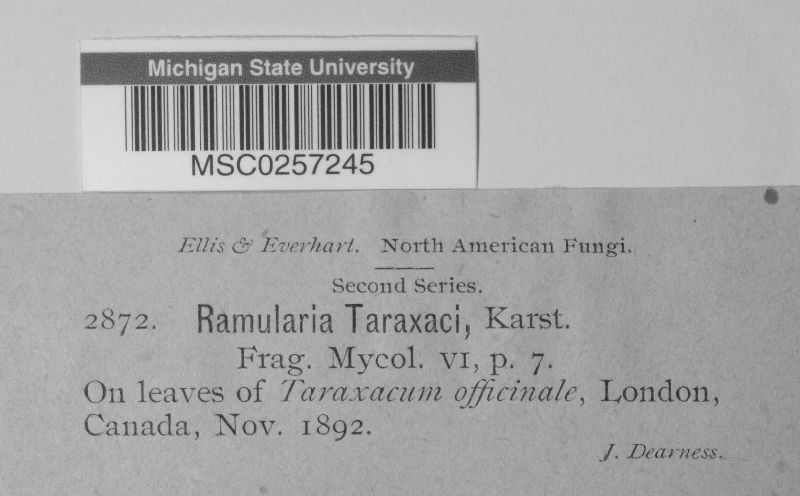 Michigan State University
MSC0257245
Ellis & Everhart. North American Fungi.
Second Series.
2872. Ramularia Taraxaci, Karst.
Frag. Mycol. VI, p. 7.
On leaves of Taraxacum officinale, London,
Canada, Nov. 1892.
J. Dearness.